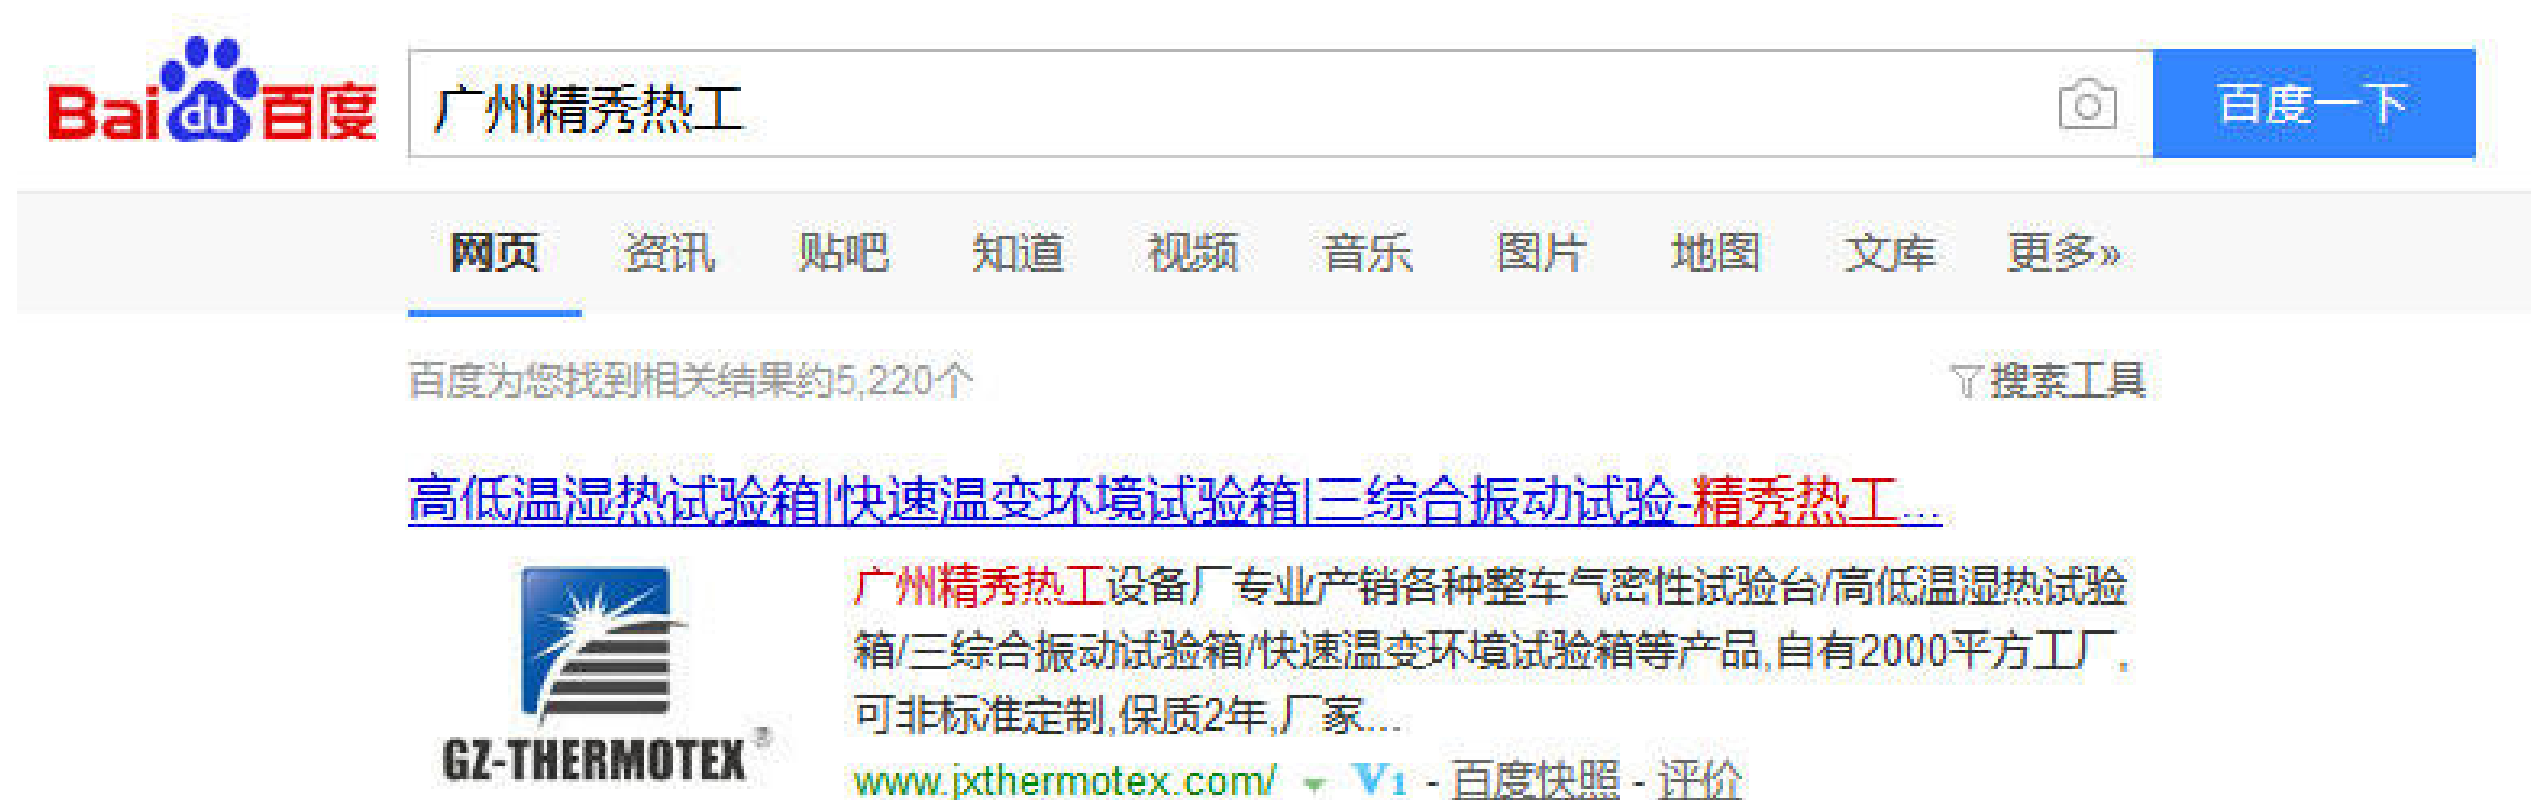 Bai du 百度 广州精秀热工 百度一下
网页 资讯 贴吧 知道 视频 音乐 图片 地图 文库 更多»
百度为您找到相关结果约5,220个 搜索工具
高低温湿热试验箱|快速温变环境试验箱|三综合振动试验-精秀热工...
广州精秀热工设备厂专业产销各种整车气密性试验台/高低温湿热试验
箱/三综合振动试验箱/快速温变环境试验箱等产品,自有2000平方工厂,
可非标准定制,保质2年,厂家...
GZ-THERMOTEX®
www.jxthermotex.com/ V1 - 百度快照 - 评价